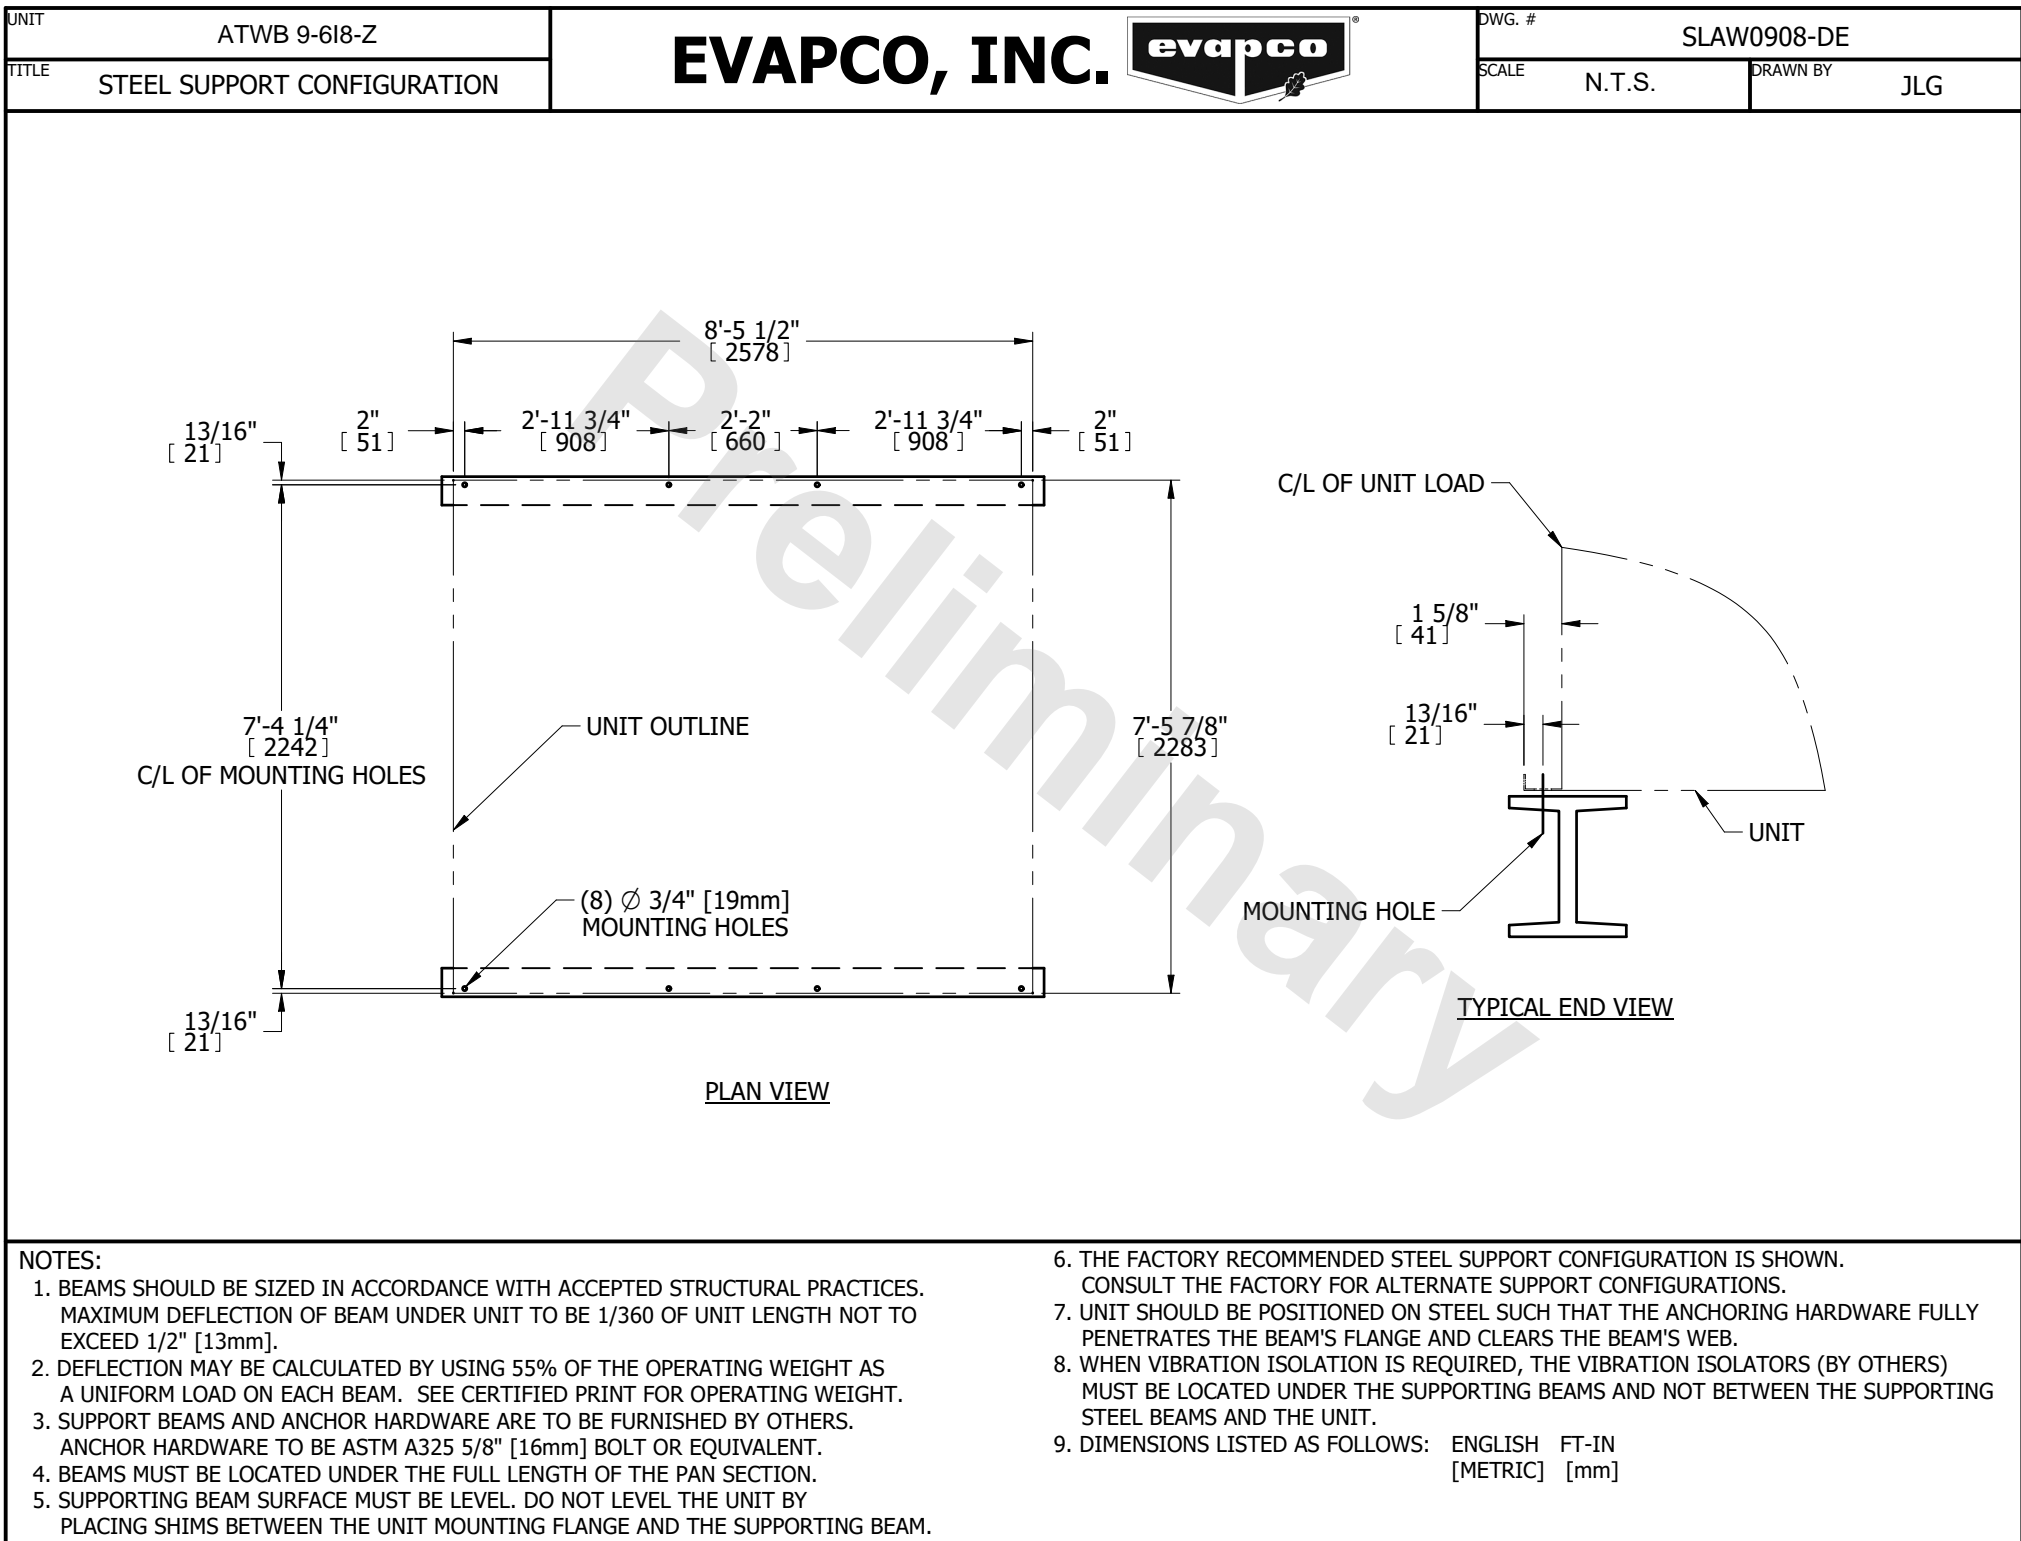 UNIT
ATWB 9-6I8-Z
TITLE
STEEL SUPPORT CONFIGURATION
EVAPCO, INC.
evapco
®
DWG. #
SLAW0908-DE
SCALE
N.T.S.
DRAWN BY
JLG
8'-5 1/2"
[ 2578 ]
13/16"
[ 21 ]
2"
[ 51 ]
2'-11 3/4"
[ 908 ]
2'-2"
[ 660 ]
2'-11 3/4"
[ 908 ]
2"
[ 51 ]
7'-4 1/4"
[ 2242 ]
C/L OF MOUNTING HOLES
UNIT OUTLINE
7'-5 7/8"
[ 2283 ]
(8) ∅ 3/4" [19mm]
MOUNTING HOLES
13/16"
[ 21 ]
PLAN VIEW
C/L OF UNIT LOAD
1 5/8"
[ 41 ]
13/16"
[ 21 ]
UNIT
MOUNTING HOLE
TYPICAL END VIEW
Preliminary
NOTES:
1. BEAMS SHOULD BE SIZED IN ACCORDANCE WITH ACCEPTED STRUCTURAL PRACTICES.
MAXIMUM DEFLECTION OF BEAM UNDER UNIT TO BE 1/360 OF UNIT LENGTH NOT TO
EXCEED 1/2" [13mm].
2. DEFLECTION MAY BE CALCULATED BY USING 55% OF THE OPERATING WEIGHT AS
A UNIFORM LOAD ON EACH BEAM. SEE CERTIFIED PRINT FOR OPERATING WEIGHT.
3. SUPPORT BEAMS AND ANCHOR HARDWARE ARE TO BE FURNISHED BY OTHERS.
ANCHOR HARDWARE TO BE ASTM A325 5/8" [16mm] BOLT OR EQUIVALENT.
4. BEAMS MUST BE LOCATED UNDER THE FULL LENGTH OF THE PAN SECTION.
5. SUPPORTING BEAM SURFACE MUST BE LEVEL. DO NOT LEVEL THE UNIT BY
PLACING SHIMS BETWEEN THE UNIT MOUNTING FLANGE AND THE SUPPORTING BEAM.
6. THE FACTORY RECOMMENDED STEEL SUPPORT CONFIGURATION IS SHOWN.
CONSULT THE FACTORY FOR ALTERNATE SUPPORT CONFIGURATIONS.
7. UNIT SHOULD BE POSITIONED ON STEEL SUCH THAT THE ANCHORING HARDWARE FULLY
PENETRATES THE BEAM'S FLANGE AND CLEARS THE BEAM'S WEB.
8. WHEN VIBRATION ISOLATION IS REQUIRED, THE VIBRATION ISOLATORS (BY OTHERS)
MUST BE LOCATED UNDER THE SUPPORTING BEAMS AND NOT BETWEEN THE SUPPORTING
STEEL BEAMS AND THE UNIT.
9. DIMENSIONS LISTED AS FOLLOWS: ENGLISH FT-IN
[METRIC] [mm]